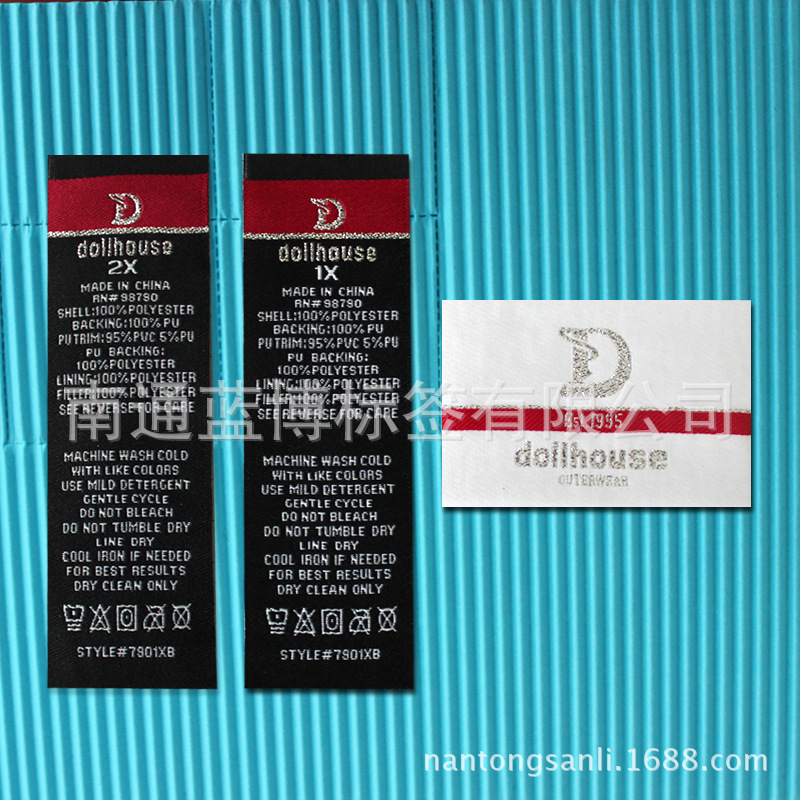 D
dollhouse
2X
MADE IN CHINA
RN#98790
SHELL:100%POLYESTER
BACKING:100%PU
PU TRIM:95%PVC 5%PU
PU BACKING:
100%POLYESTER
LINING:100%POLYESTER
FILLER:100%POLYESTER
SEE REVERSE FOR CARE
MACHINE WASH COLD
WITH LIKE COLORS
USE MILD DETERGENT
GENTLE CYCLE
DO NOT BLEACH
DO NOT TUMBLE DRY
LINE DRY
COOL IRON IF NEEDED
FOR BEST RESULTS
DRY CLEAN ONLY
STYLE#7901XB
D
dollhouse
1X
MADE IN CHINA
RN#98790
SHELL:100%POLYESTER
BACKING:100%PU
PU TRIM:95%PVC 5%PU
PU BACKING:
100%POLYESTER
LINING:100%POLYESTER
FILLER:100%POLYESTER
SEE REVERSE FOR CARE
MACHINE WASH COLD
WITH LIKE COLORS
USE MILD DETERGENT
GENTLE CYCLE
DO NOT BLEACH
DO NOT TUMBLE DRY
LINE DRY
COOL IRON IF NEEDED
FOR BEST RESULTS
DRY CLEAN ONLY
STYLE#7901XB
D
Est.1995
dollhouse
OUTERWEAR
南通蓝博标签有限公司
nantongsanli.1688.com